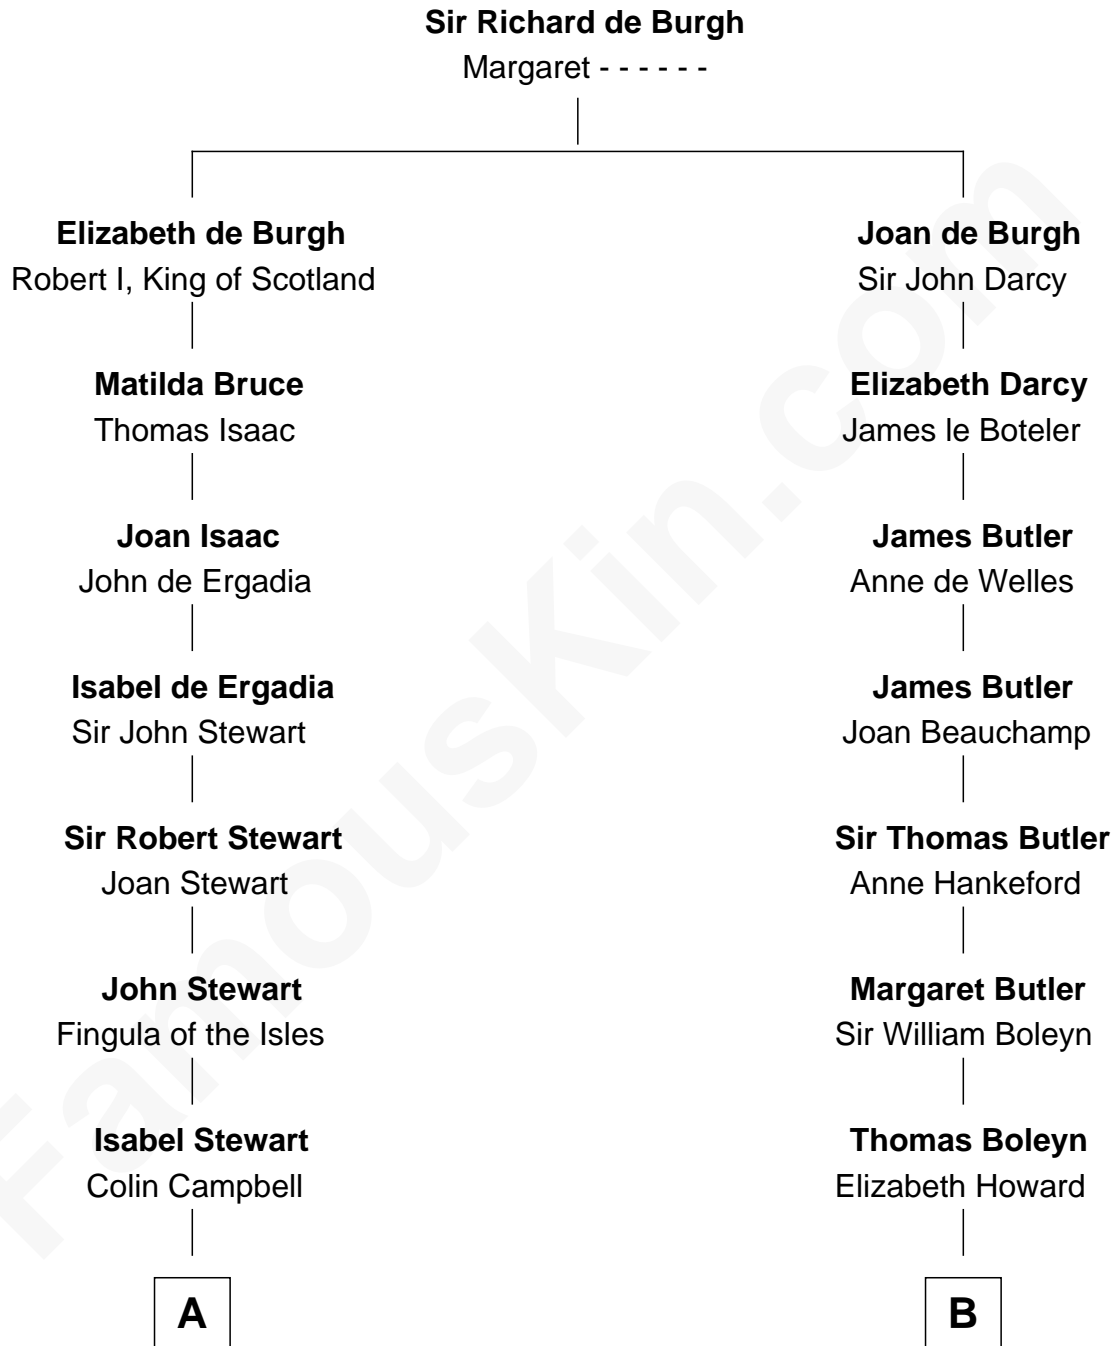 Sir Richard de Burgh
Margaret - - - - - -
Elizabeth de Burgh
Robert I, King of Scotland
Joan de Burgh
Sir John Darcy
Matilda Bruce
Thomas Isaac
Elizabeth Darcy
James le Boteler
Joan Isaac
John de Ergadia
James Butler
Anne de Welles
Isabel de Ergadia
Sir John Stewart
James Butler
Joan Beauchamp
Sir Robert Stewart
Joan Stewart
Sir Thomas Butler
Anne Hankeford
John Stewart
Fingula of the Isles
Margaret Butler
Sir William Boleyn
Isabel Stewart
Colin Campbell
Thomas Boleyn
Elizabeth Howard
A
B
FamousKin.com